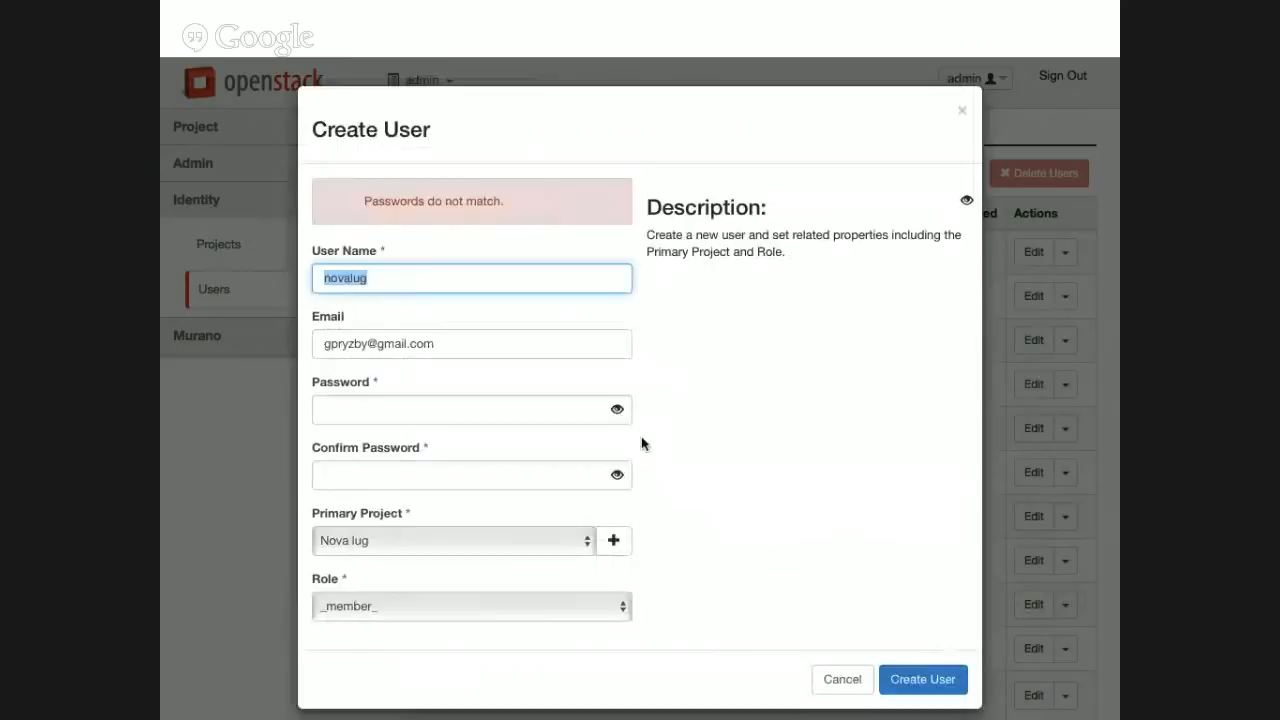 Google
openstack
admin
admin
Sign Out
Create User
×
Project
Admin
Identity
Projects
Users
Murano
Delete Users
ed
Actions
Passwords do not match.
Description:
Create a new user and set related properties including the
Primary Project and Role.
User Name *
novalug
Email
gpryzby@gmail.com
Password *
Confirm Password *
Primary Project *
Nova lug
Role *
_member_
Cancel
Create User
Edit
Edit
Edit
Edit
Edit
Edit
Edit
Edit
Edit
Edit
Edit